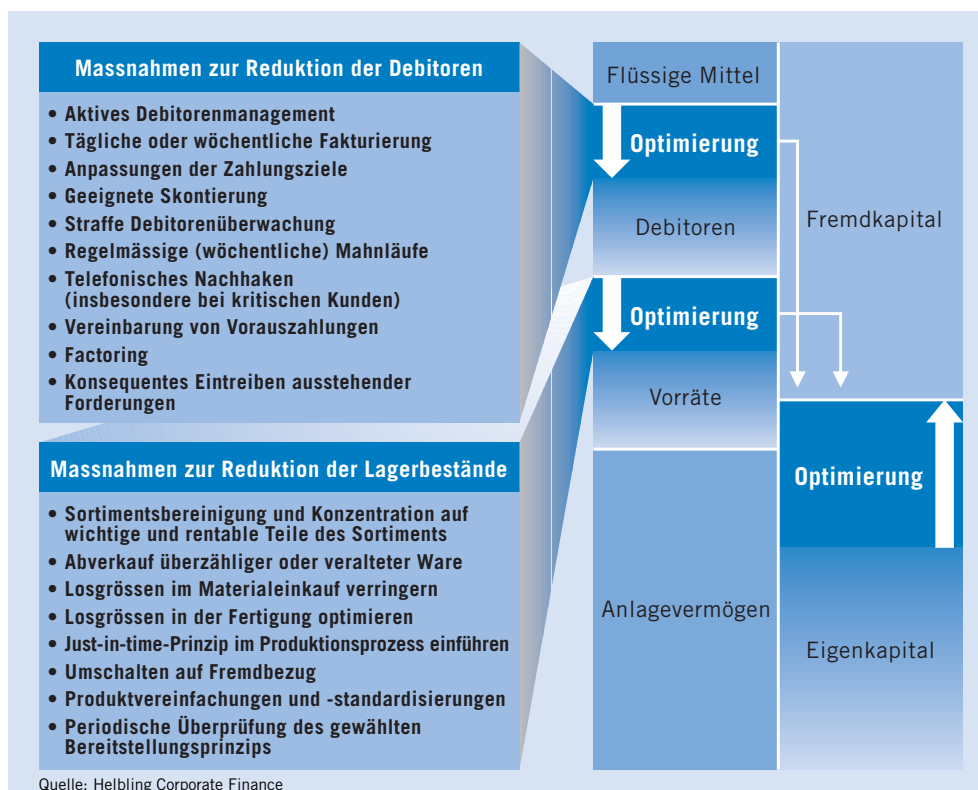 Massnahmen zur Reduktion der Debitoren
• Aktives Debitorenmanagement
• Tägliche oder wöchentliche Fakturierung
• Anpassungen der Zahlungsziele
• Geeignete Skontierung
• Straffe Debitorenüberwachung
• Regelmässige (wöchentliche) Mahnläufe
• Telefonisches Nachhaken
(insbesondere bei kritischen Kunden)
• Vereinbarung von Vorauszahlungen
• Factoring
• Konsequentes Eintreiben ausstehender
Forderungen
Massnahmen zur Reduktion der Lagerbestände
• Sortimentsbereinigung und Konzentration auf
wichtige und rentable Teile des Sortiments
• Abverkauf überzähliger oder veralteter Ware
• Losgrössen im Materialeinkauf verringern
• Losgrössen in der Fertigung optimieren
• Just-in-time-Prinzip im Produktionsprozess einführen
• Umschalten auf Fremdbezug
• Produktvereinfachungen und -standardisierungen
• Periodische Überprüfung des gewählten
Bereitstellungsprinzips
Flüssige Mittel
Optimierung
Debitoren
Optimierung
Vorräte
Anlagevermögen
Fremdkapital
Optimierung
Eigenkapital
Quelle: Helbling Corporate Finance